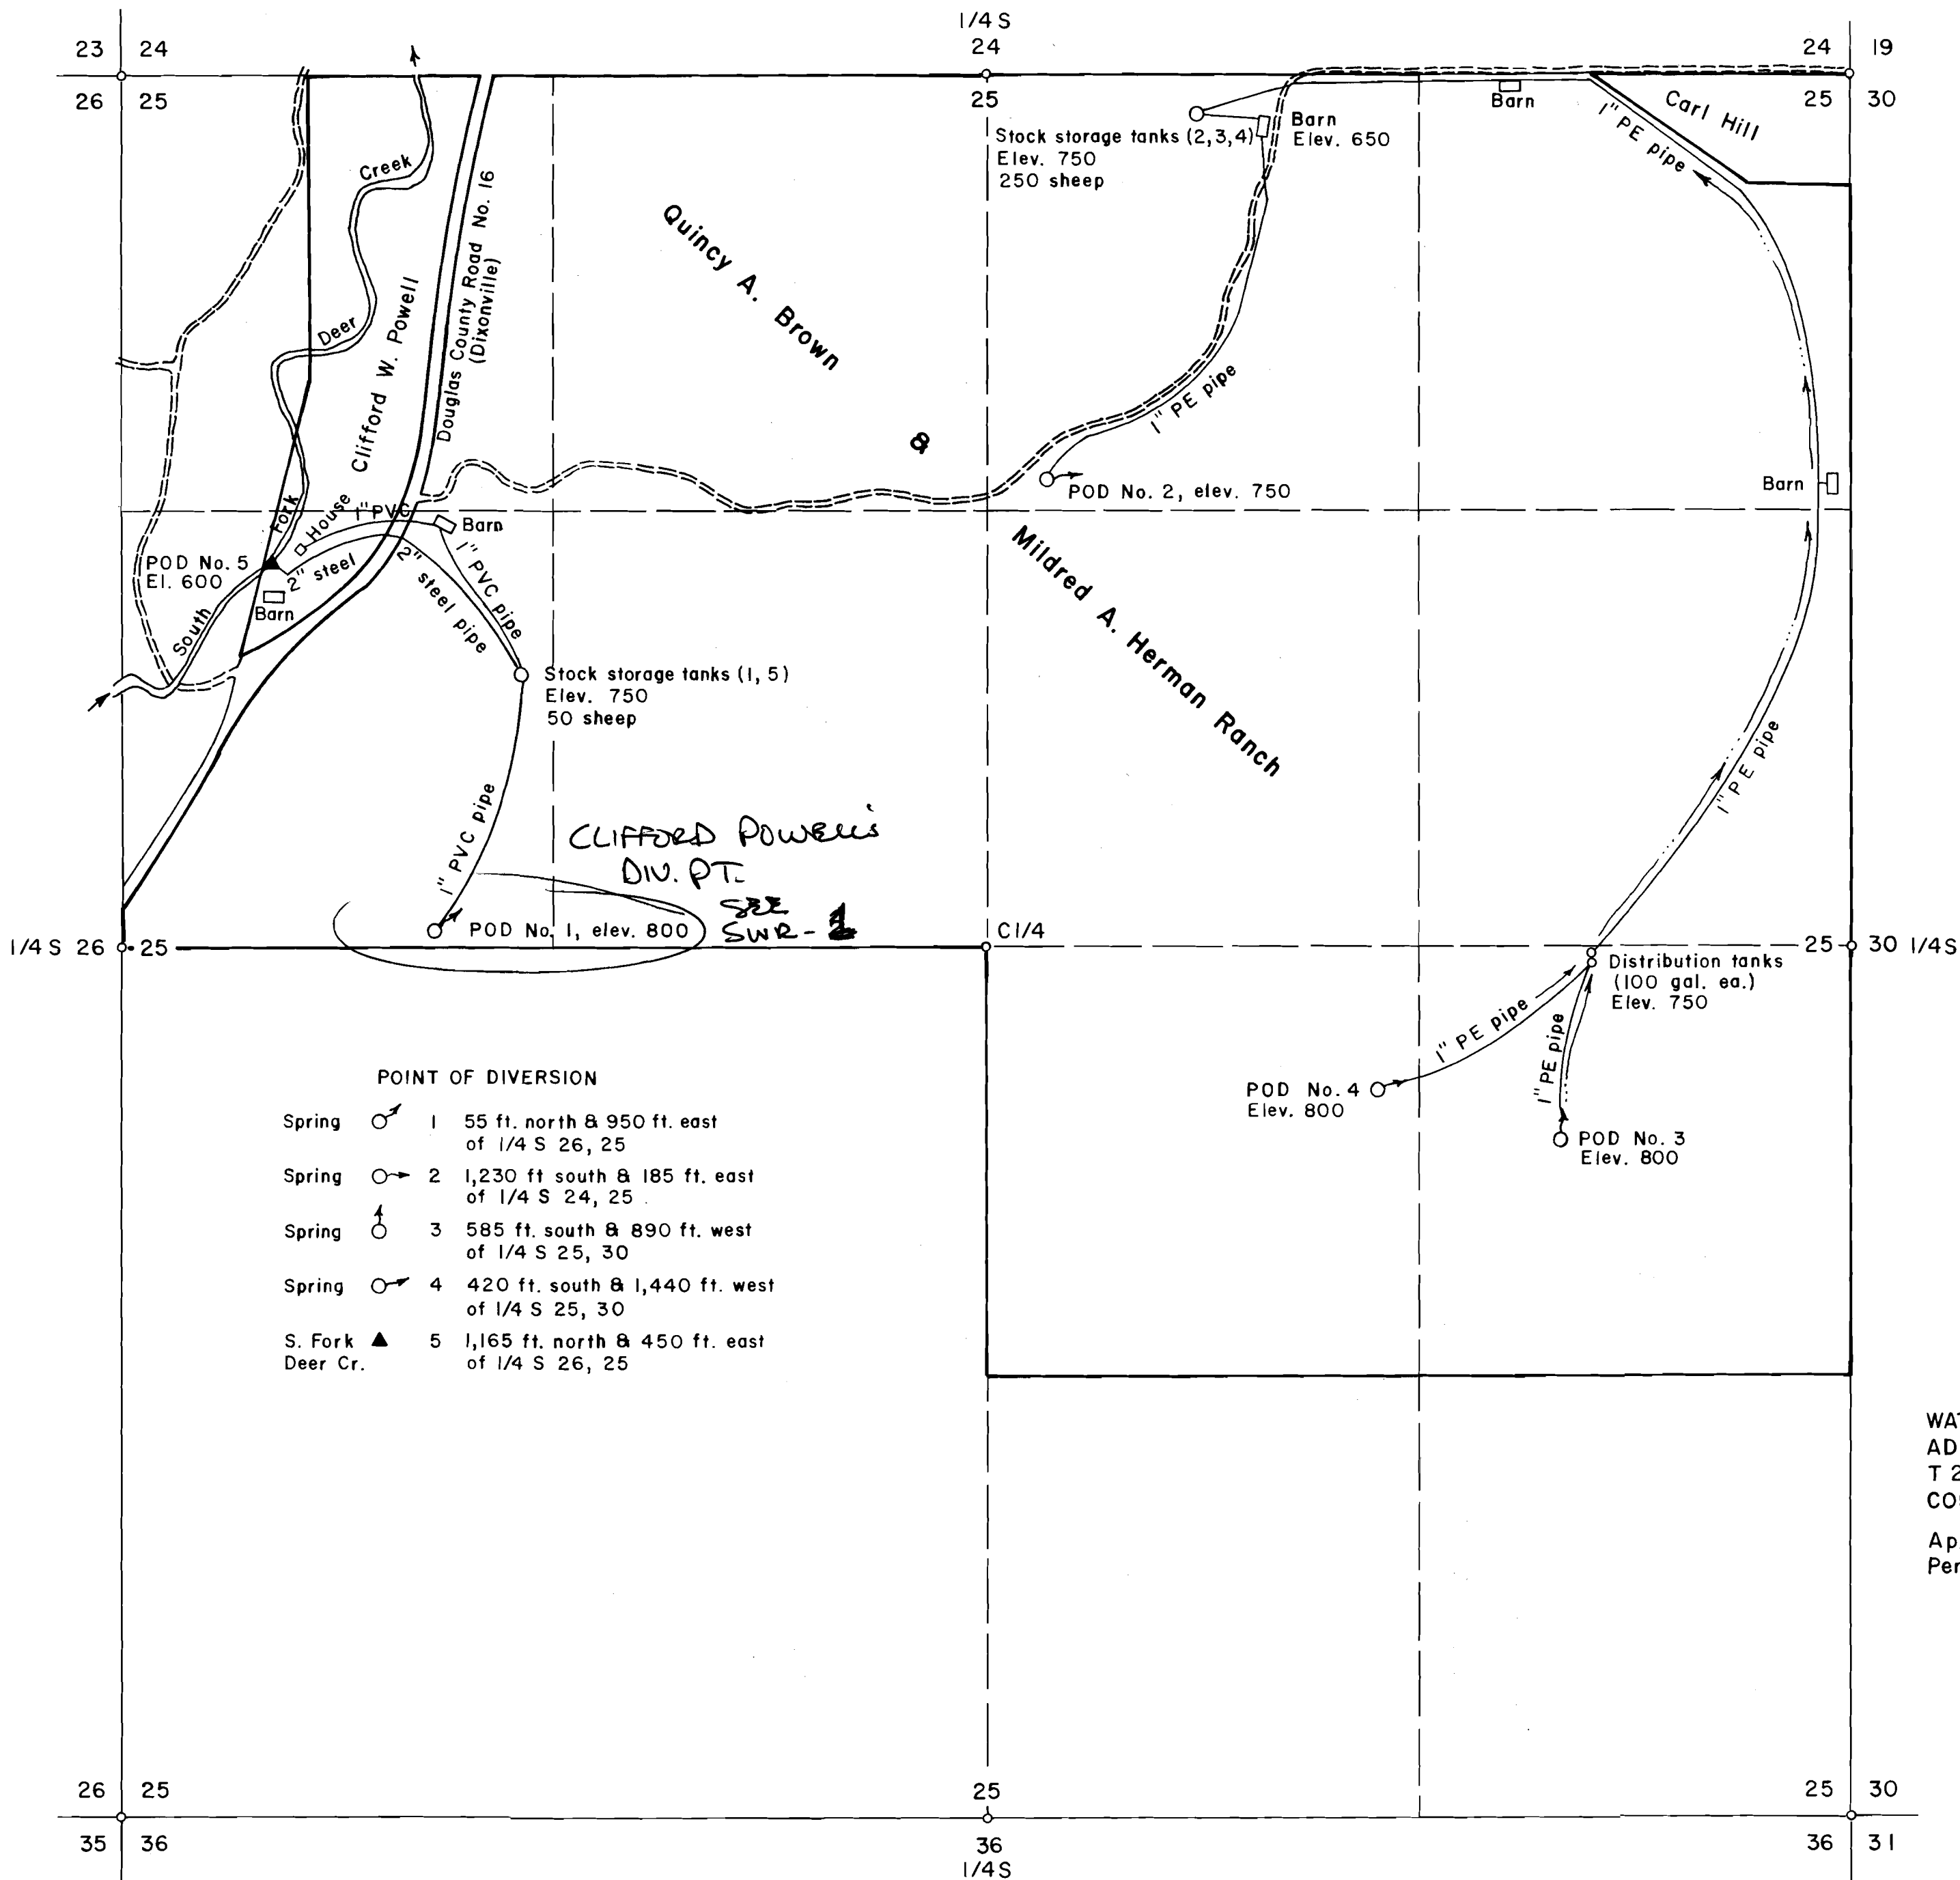 1/4 S
23 24
24
24 19
26 25
25
25 30
Carl Hill
Barn
1" PE pipe
Stock storage tanks (2,3,4)
Elev. 750
250 sheep
Barn
Elev. 650
Creek
Deer
Fork
South
Clifford W. Powell
Douglas County Road No. 16
(Dixonville)
Quincy A. Brown
&
Mildred A. Herman Ranch
1" PE pipe
POD No. 2, elev. 750
Barn
House
1" PVC
Barn
POD No. 5
El. 600
2" steel
Barn
2" steel pipe
1" PVC pipe
Stock storage tanks (1, 5)
Elev. 750
50 sheep
1" PE pipe
1" PVC pipe
CLIFFORD POWELL'S
DIV. PT.
SEE
SWR-
POD No. 1, elev. 800
1/4 S 26 25
C 1/4
25 30 1/4 S
Distribution tanks
(100 gal. ea.)
Elev. 750
1" PE pipe
1" PE pipe
POD No. 4
Elev. 800
POD No. 3
Elev. 800
POINT OF DIVERSION
Spring 1 55 ft. north & 950 ft. east
of 1/4 S 26, 25
Spring 2 1,230 ft south & 185 ft. east
of 1/4 S 24, 25
Spring 3 585 ft. south & 890 ft. west
of 1/4 S 25, 30
Spring 4 420 ft. south & 1,440 ft. west
of 1/4 S 25, 30
S. Fork 5 1,165 ft. north & 450 ft. east
Deer Cr. of 1/4 S 26, 25
WAT
AD
T 2
CO
Ap
Per
26 25
25
25 30
35 36
36
36 31
1/4 S